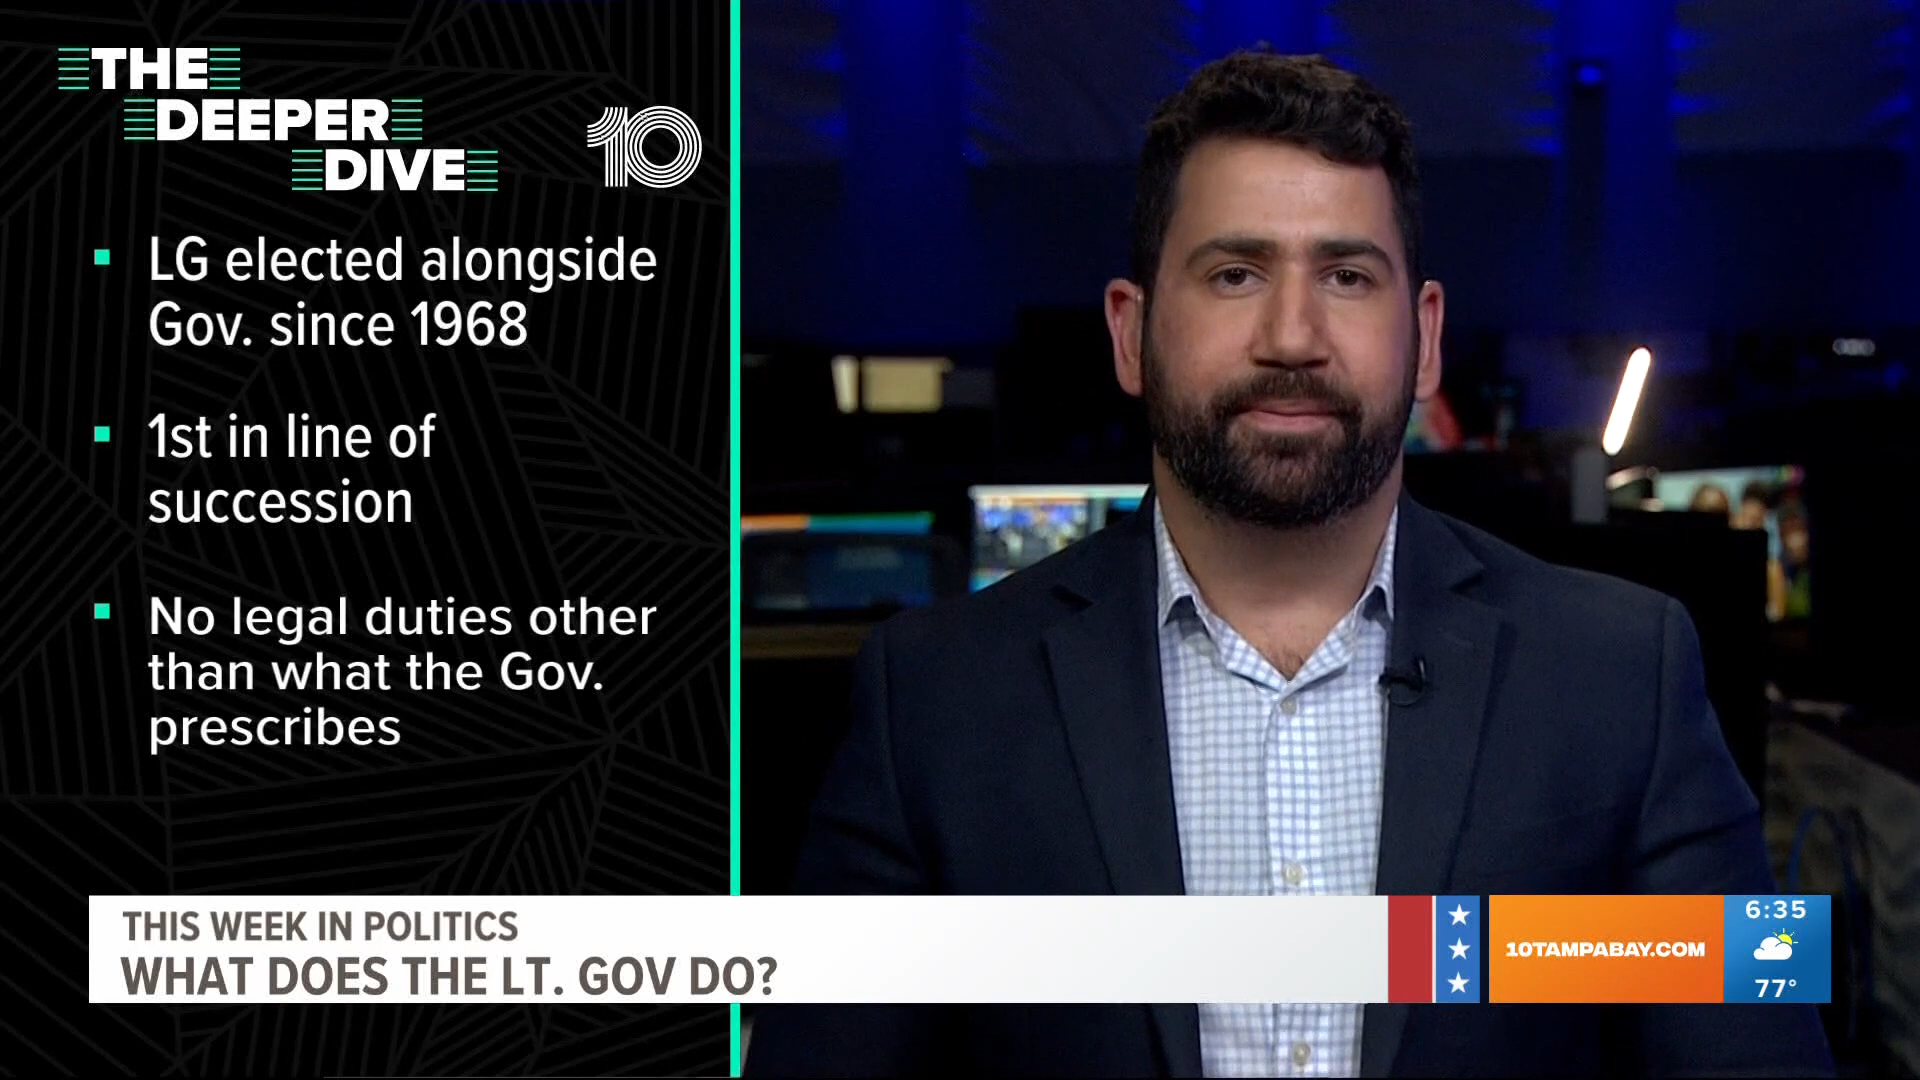 THE
DEEPER
DIVE
10
LG elected alongside
Gov. since 1968
1st in line of
succession
No legal duties other
than what the Gov.
prescribes
THIS WEEK IN POLITICS
WHAT DOES THE LT. GOV DO?
10TAMPABAY.COM
6:35
77°